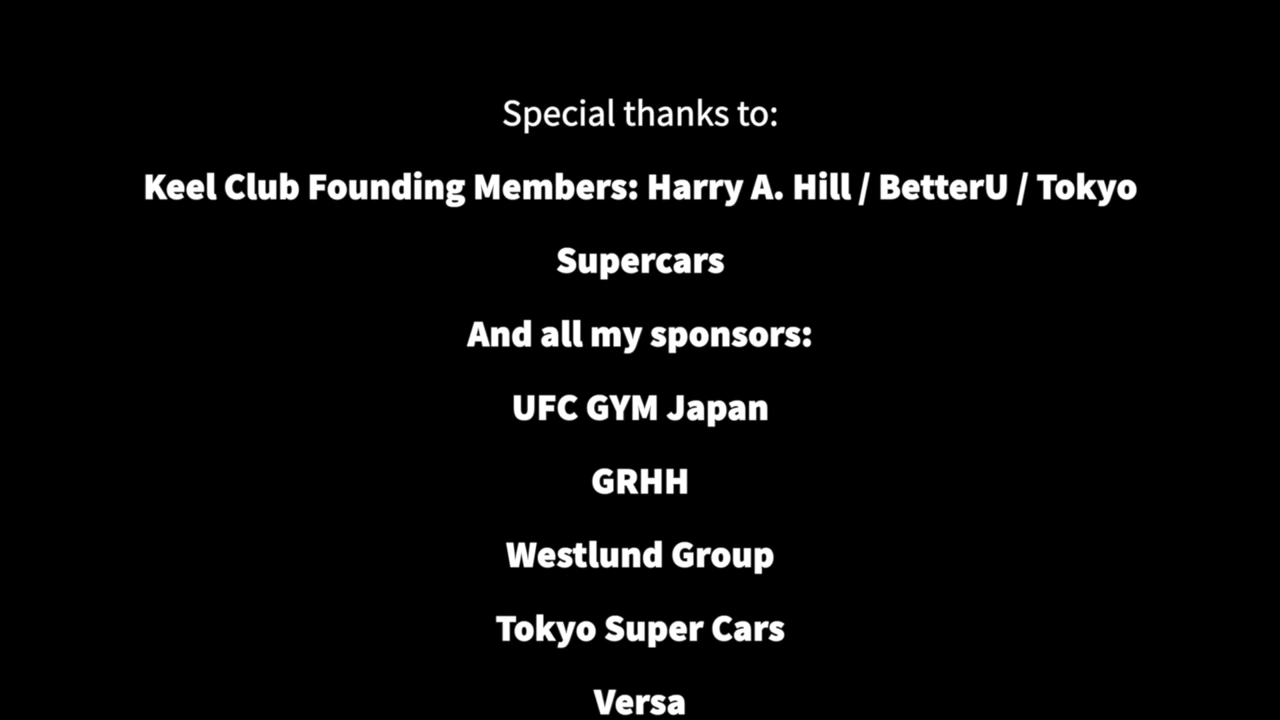 Special thanks to:
Keel Club Founding Members: Harry A. Hill / BetterU / Tokyo
Supercars
And all my sponsors:
UFC GYM Japan
GRHH
Westlund Group
Tokyo Super Cars
Versa